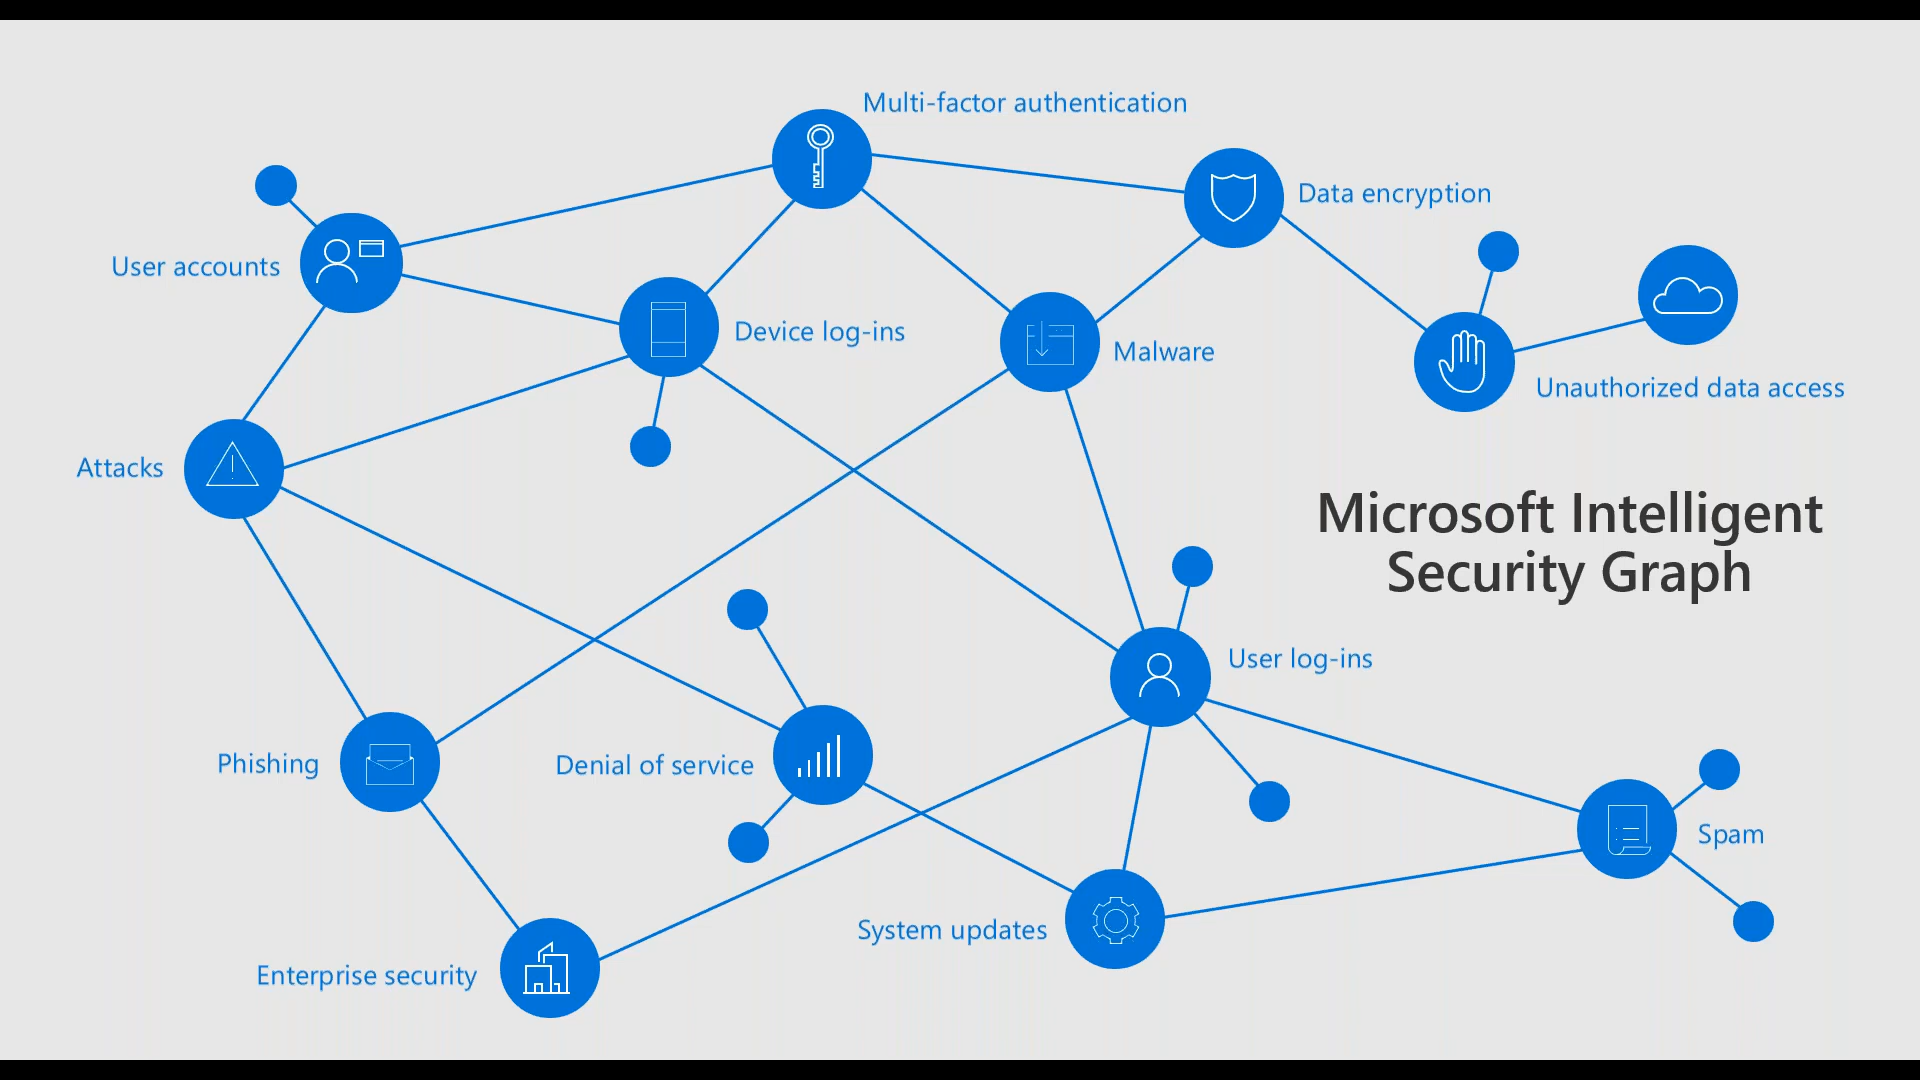 Multi-factor authentication
Data encryption
User accounts
Device log-ins
Malware
Unauthorized data access
Attacks
Microsoft Intelligent
Security Graph
User log-ins
Phishing
Denial of service
Spam
System updates
Enterprise security